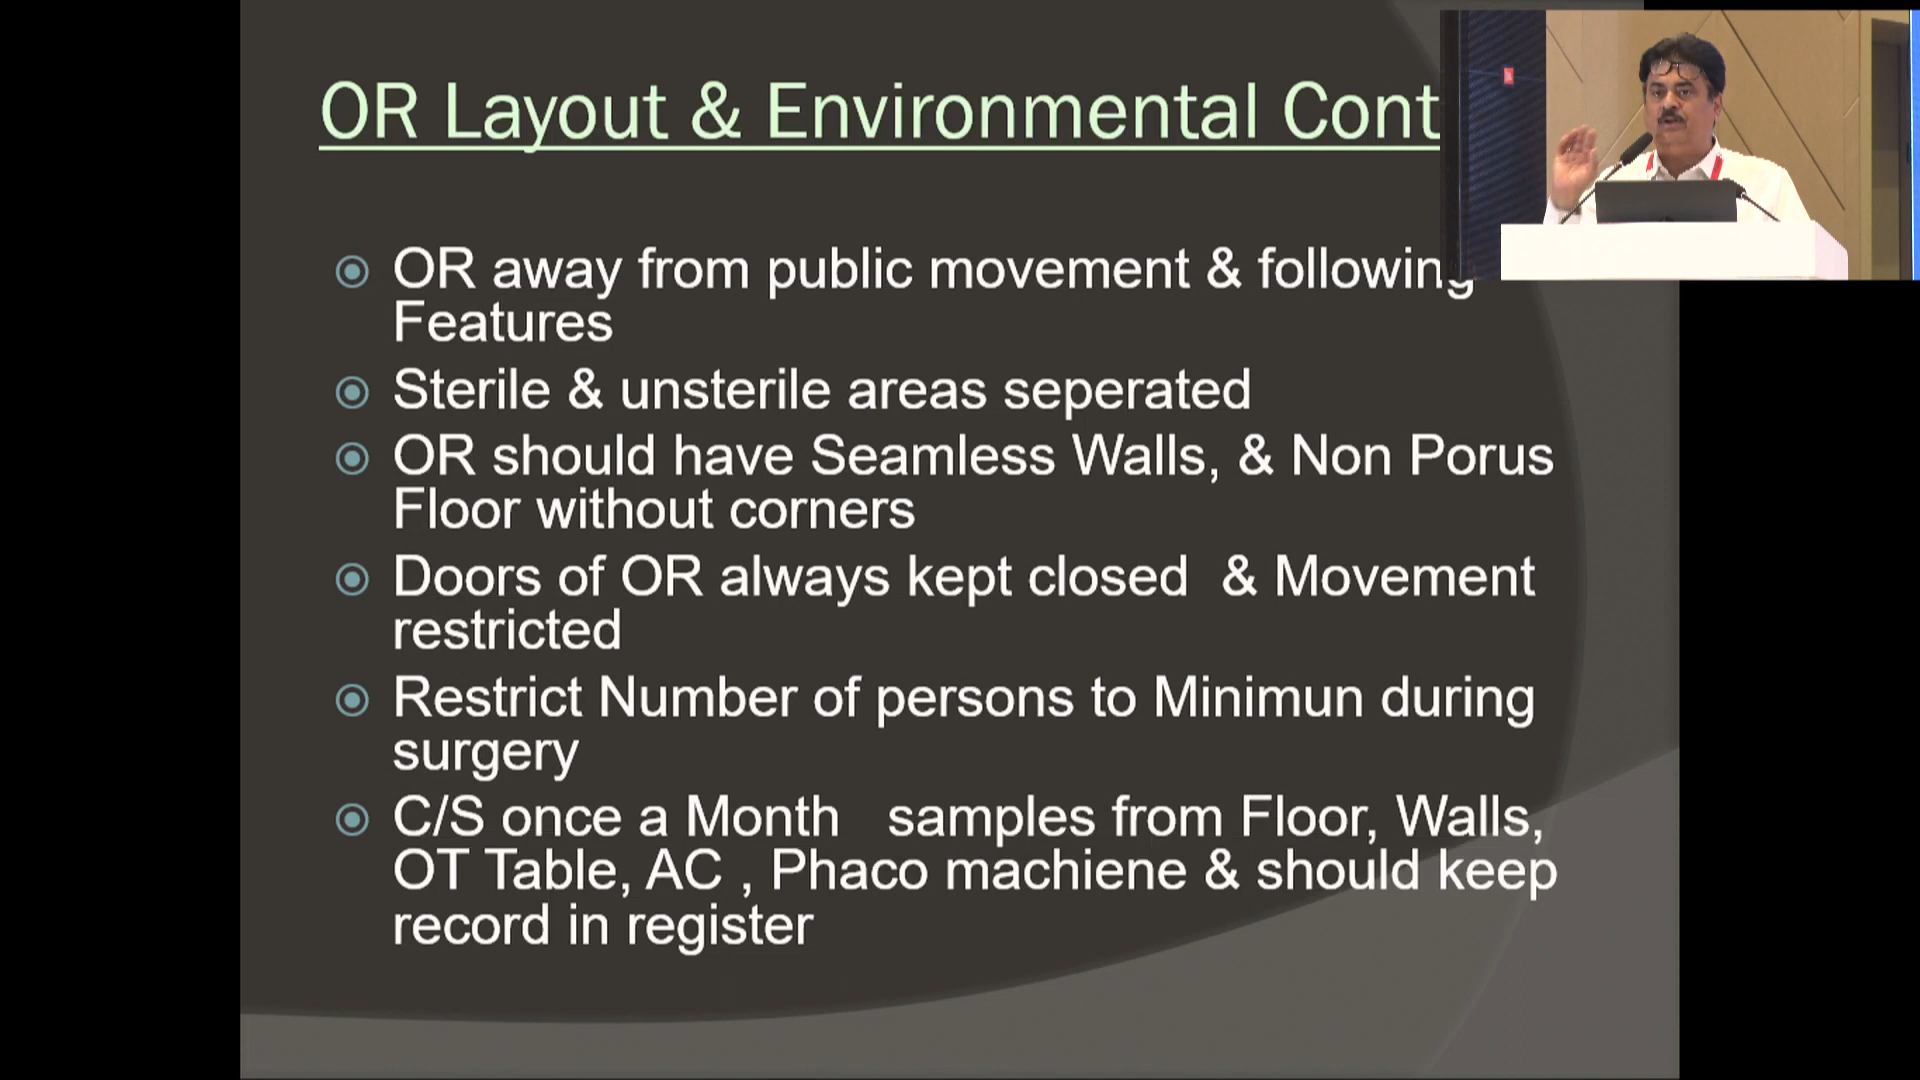 OR Layout & Environmental Cont
OR away from public movement & following
Features
Sterile & unsterile areas seperated
OR should have Seamless Walls, & Non Porus
Floor without corners
Doors of OR always kept closed & Movement
restricted
Restrict Number of persons to Minimun during
surgery
C/S once a Month samples from Floor, Walls,
OT Table, AC , Phaco machiene & should keep
record in register